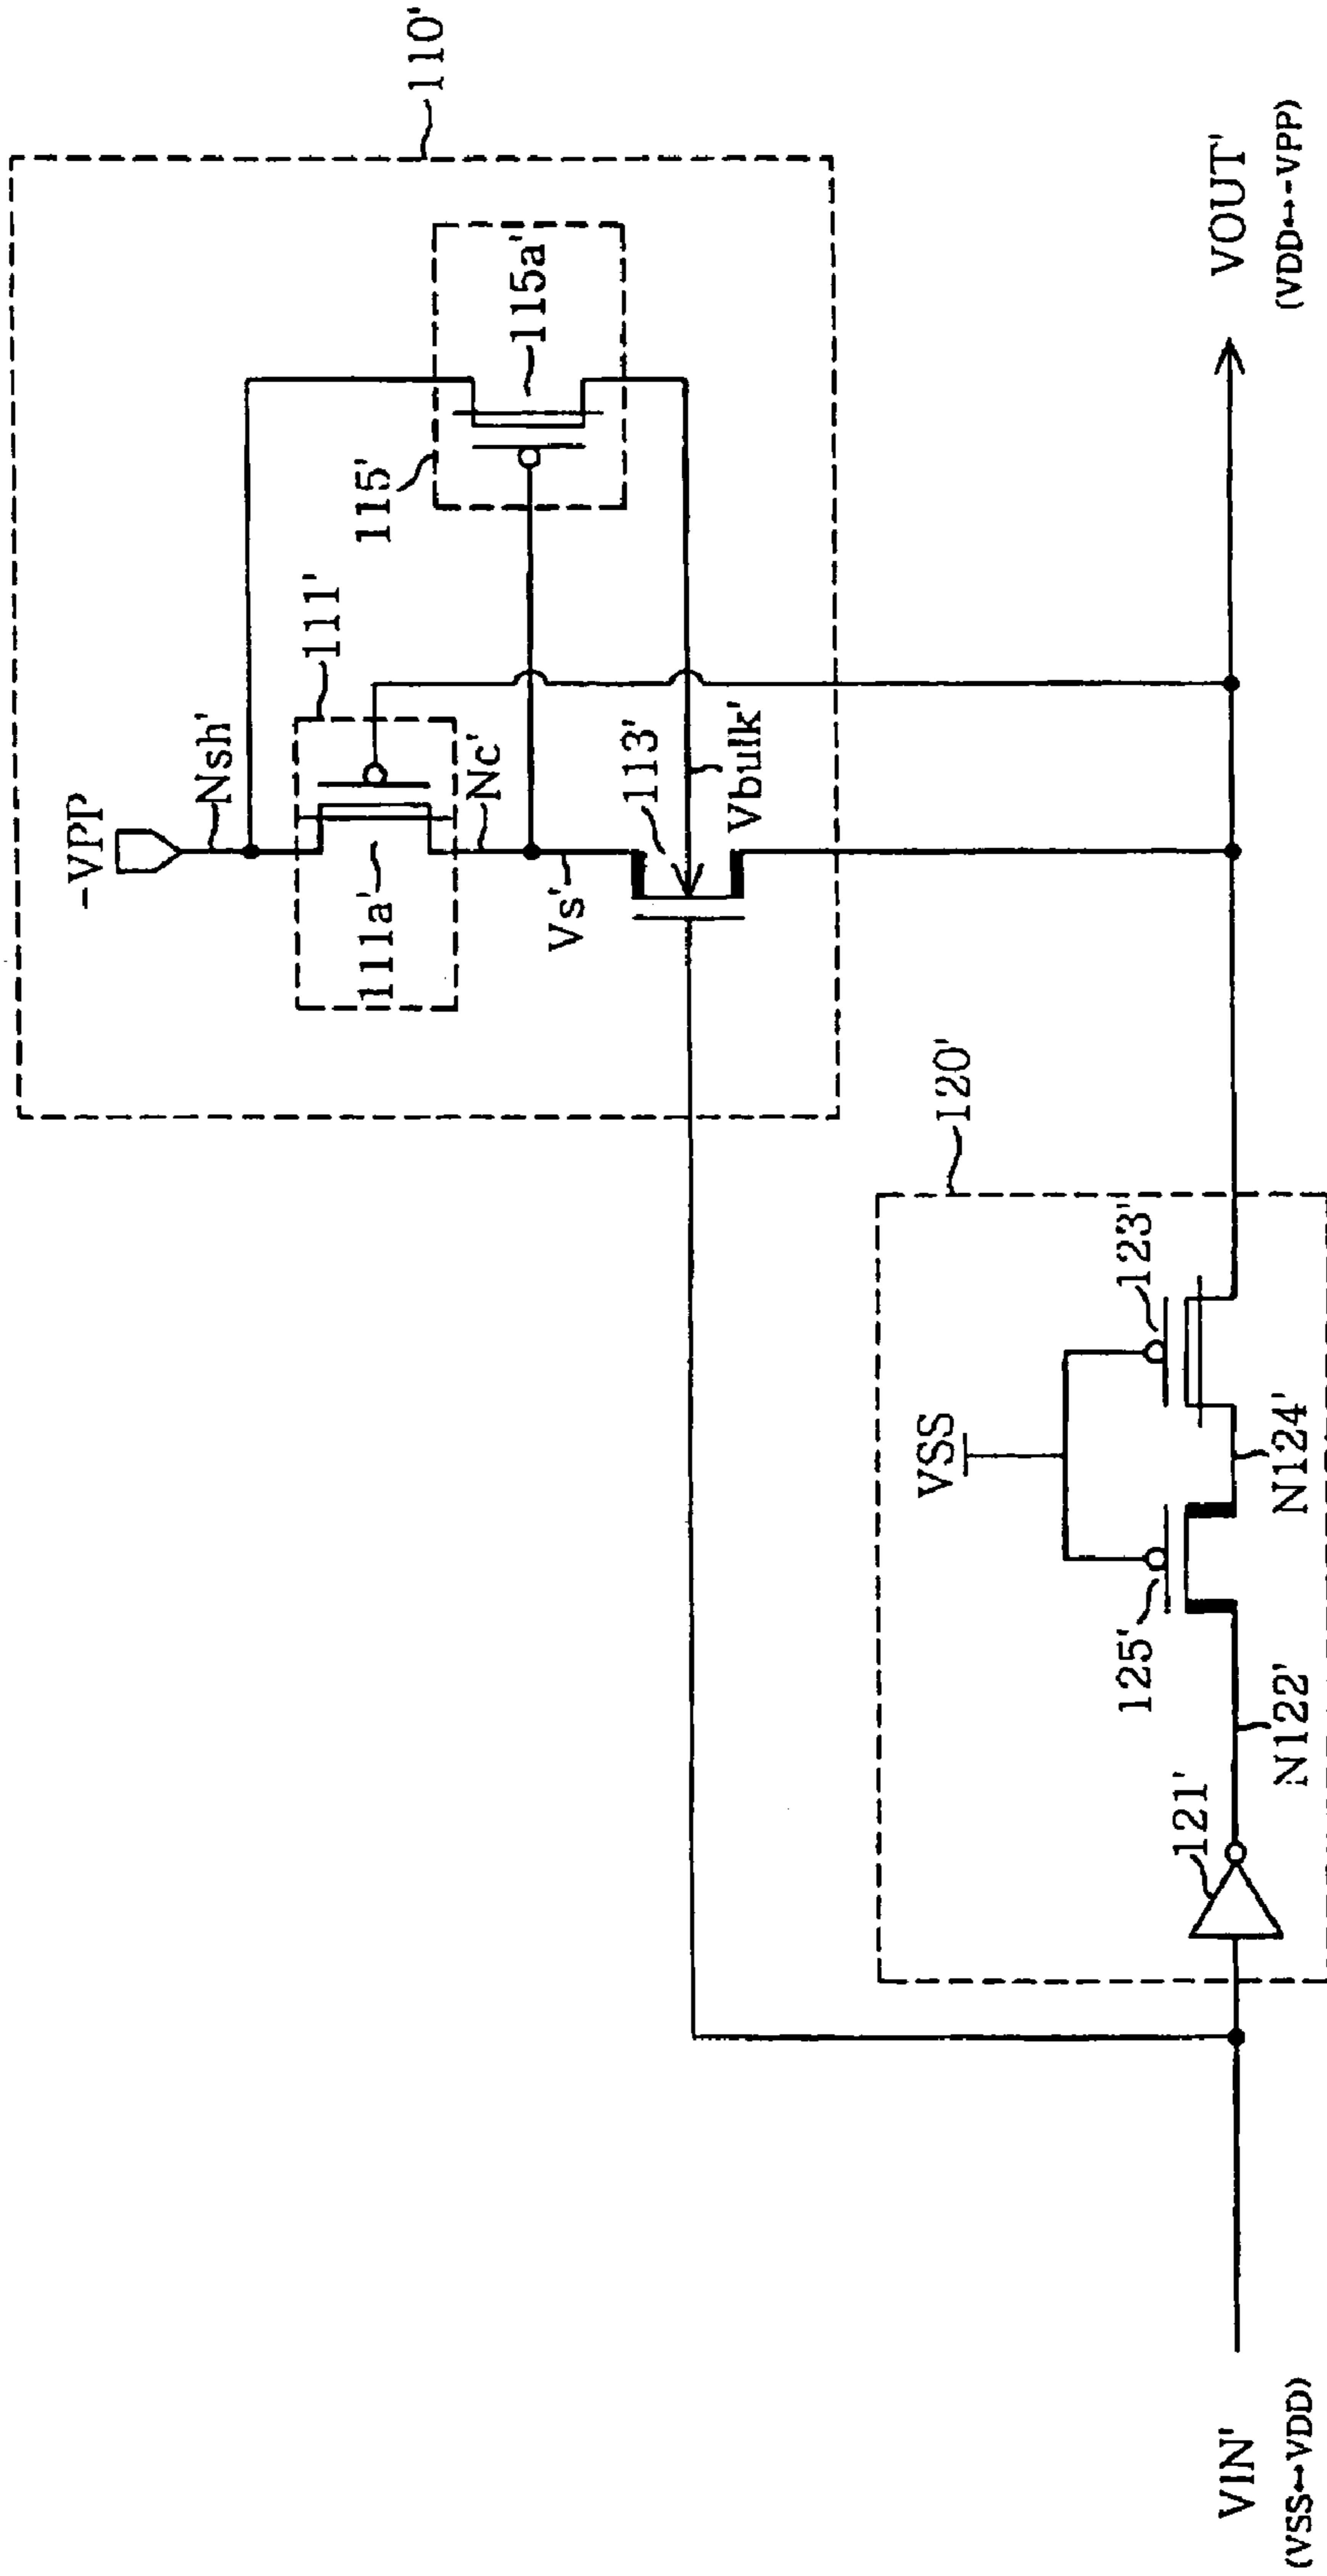 110'
-VPP
Nsh'
111'
111a'
Nc'
Vs'
115'
115a'
113'
Vbulk'
VOUT'
(VDD↔-VPP)
120'
VSS
123'
125'
N124'
N122'
121'
VIN'
(VSS↔VDD)